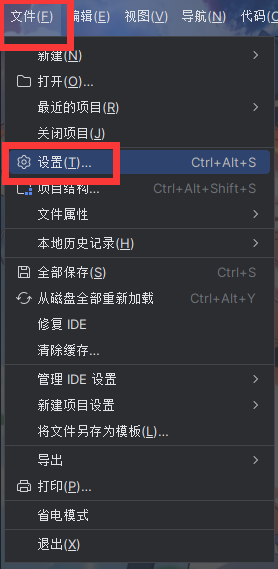 文件(F) 编辑(E) 视图(V) 导航(N) 代码(C
新建(N)
打开(O)...
最近的项目(R)
关闭项目(J)
设置(T)... Ctrl+Alt+S
项目结构... Ctrl+Alt+Shift+S
文件属性
本地历史记录(H)
全部保存(S) Ctrl+S
从磁盘全部重新加载 Ctrl+Alt+Y
修复 IDE
清除缓存...
管理 IDE 设置
新建项目设置
将文件另存为模板(L)...
导出
打印(P)...
省电模式
退出(X)